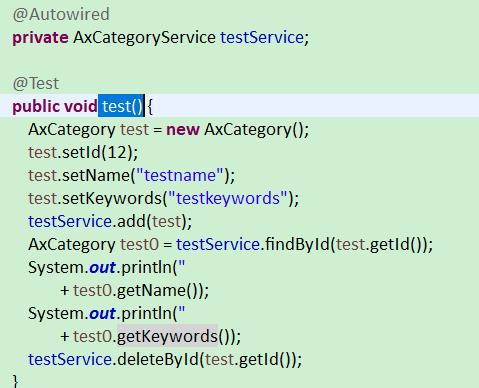 @Autowired
private AxCategoryService testService;
@Test
public void test() {
AxCategory test = new AxCategory();
test.setId(12);
test.setName("testname");
test.setKeywords("testkeywords");
testService.add(test);
AxCategory test0 = testService.findById(test.getId());
System.out.println("
+ test0.getName());
System.out.println("
+ test0.getKeywords());
testService.deleteById(test.getId());
}